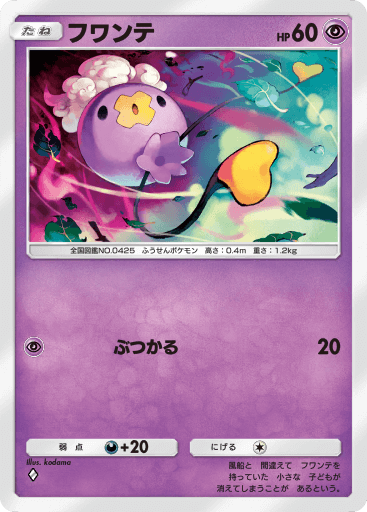 たね フワンテ HP60
全国図鑑NO.0425 ふうせんポケモン 高さ:0.4m 重さ:1.2kg
ぶつかる 20
弱点 +20 にげる
Illus. kodama
風船と 間違えて フワンテを
持っていた 小さな 子どもが
消えてしまうことが あるという。